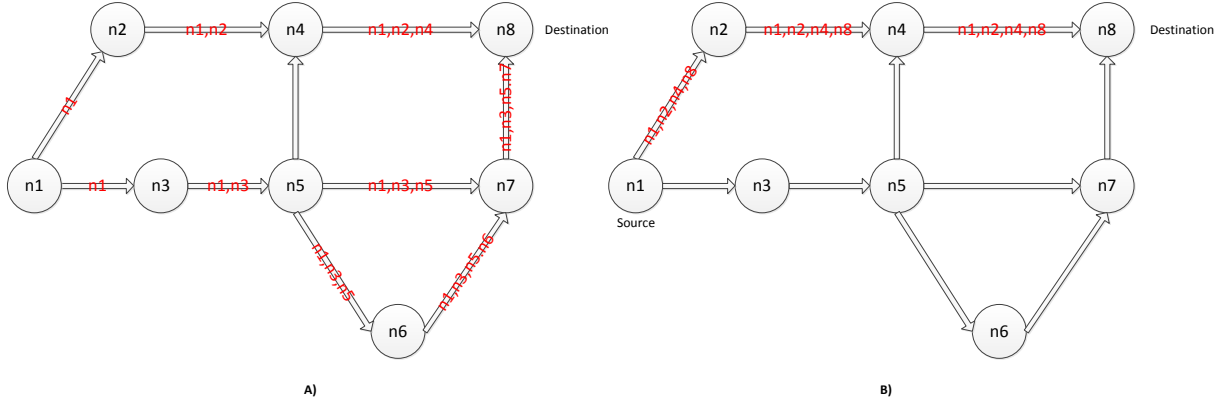 n2
n1,n2
n4
n1,n2,n4
n8
Destination
n1
n1,n3,n5.n7
n1
n1
n3
n1,n3
n5
n1,n3,n5
n7
n1,n3,n5
n1,n3,n5.n6
n6
A)
n2
n1,n2,n4,n8
n4
n1,n2,n4,n8
n8
Destination
n1,n2,n4,n8
n1
n3
n5
n7
Source
n6
B)